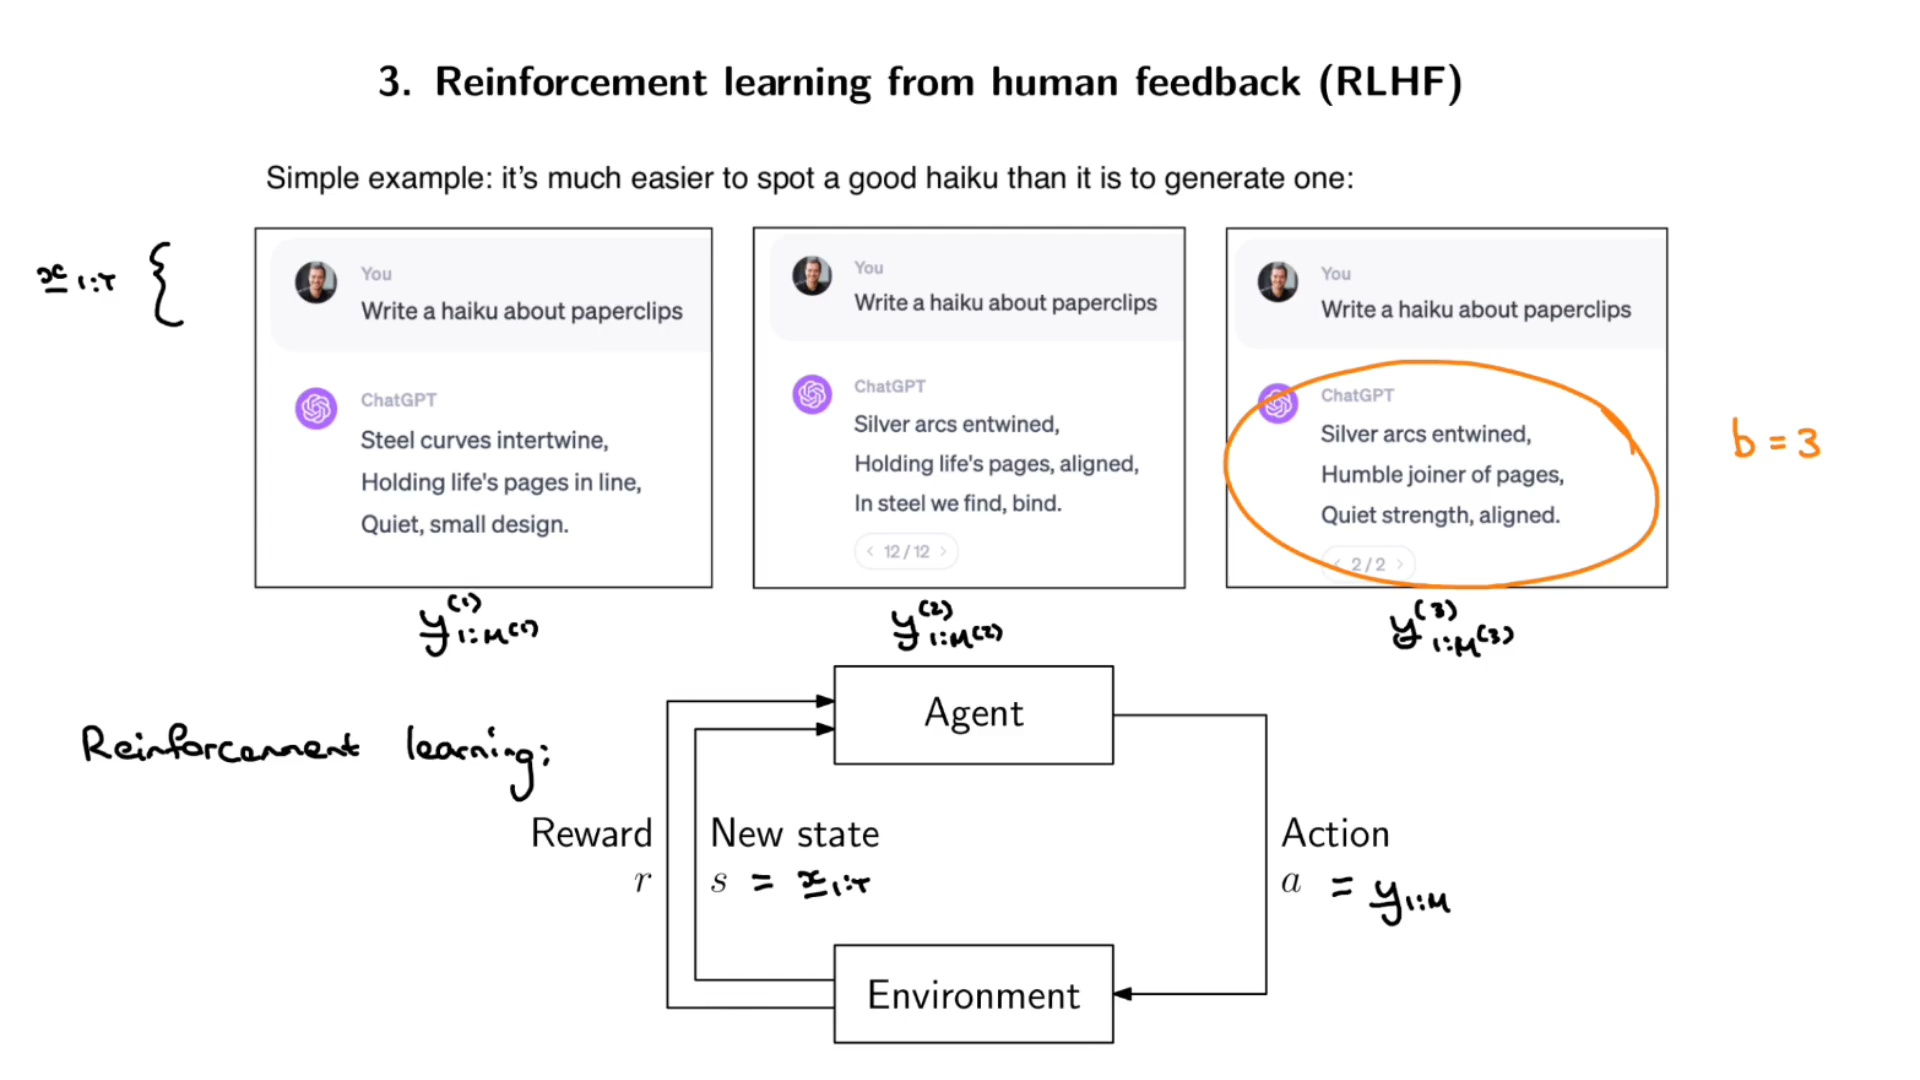 3. Reinforcement learning from human feedback (RLHF)
Simple example: it's much easier to spot a good haiku than it is to generate one:
x 1:T {
You
Write a haiku about paperclips
ChatGPT
Steel curves intertwine,
Holding life's pages in line,
Quiet, small design.
You
Write a haiku about paperclips
ChatGPT
Silver arcs entwined,
Holding life's pages, aligned,
In steel we find, bind.
< 12/12 >
You
Write a haiku about paperclips
ChatGPT
Silver arcs entwined,
Humble joiner of pages,
Quiet strength, aligned.
< 2/2 >
b = 3
y(1) 1:M(1)
y(2) 1:M(2)
y(3) 1:M(3)
Reinforcement learning:
Agent
Reward
r
New state
s = x 1:T
Action
a = y 1:M
Environment